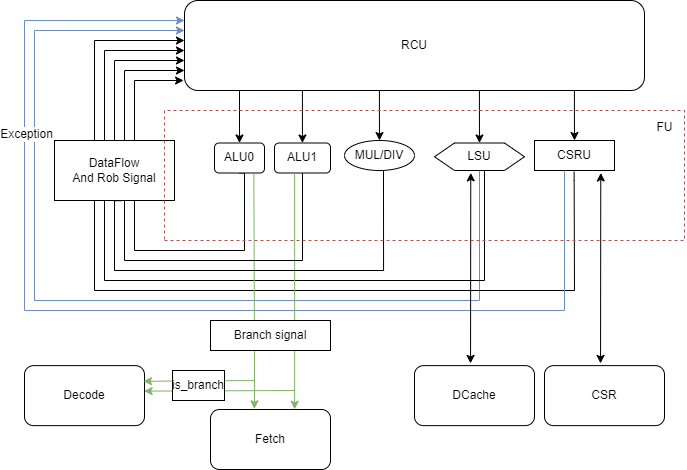 RCU
Exception
FU
DataFlow
And Rob Signal
ALU0
ALU1
MUL/DIV
LSU
CSRU
Branch signal
Decode
is_branch
Fetch
DCache
CSR